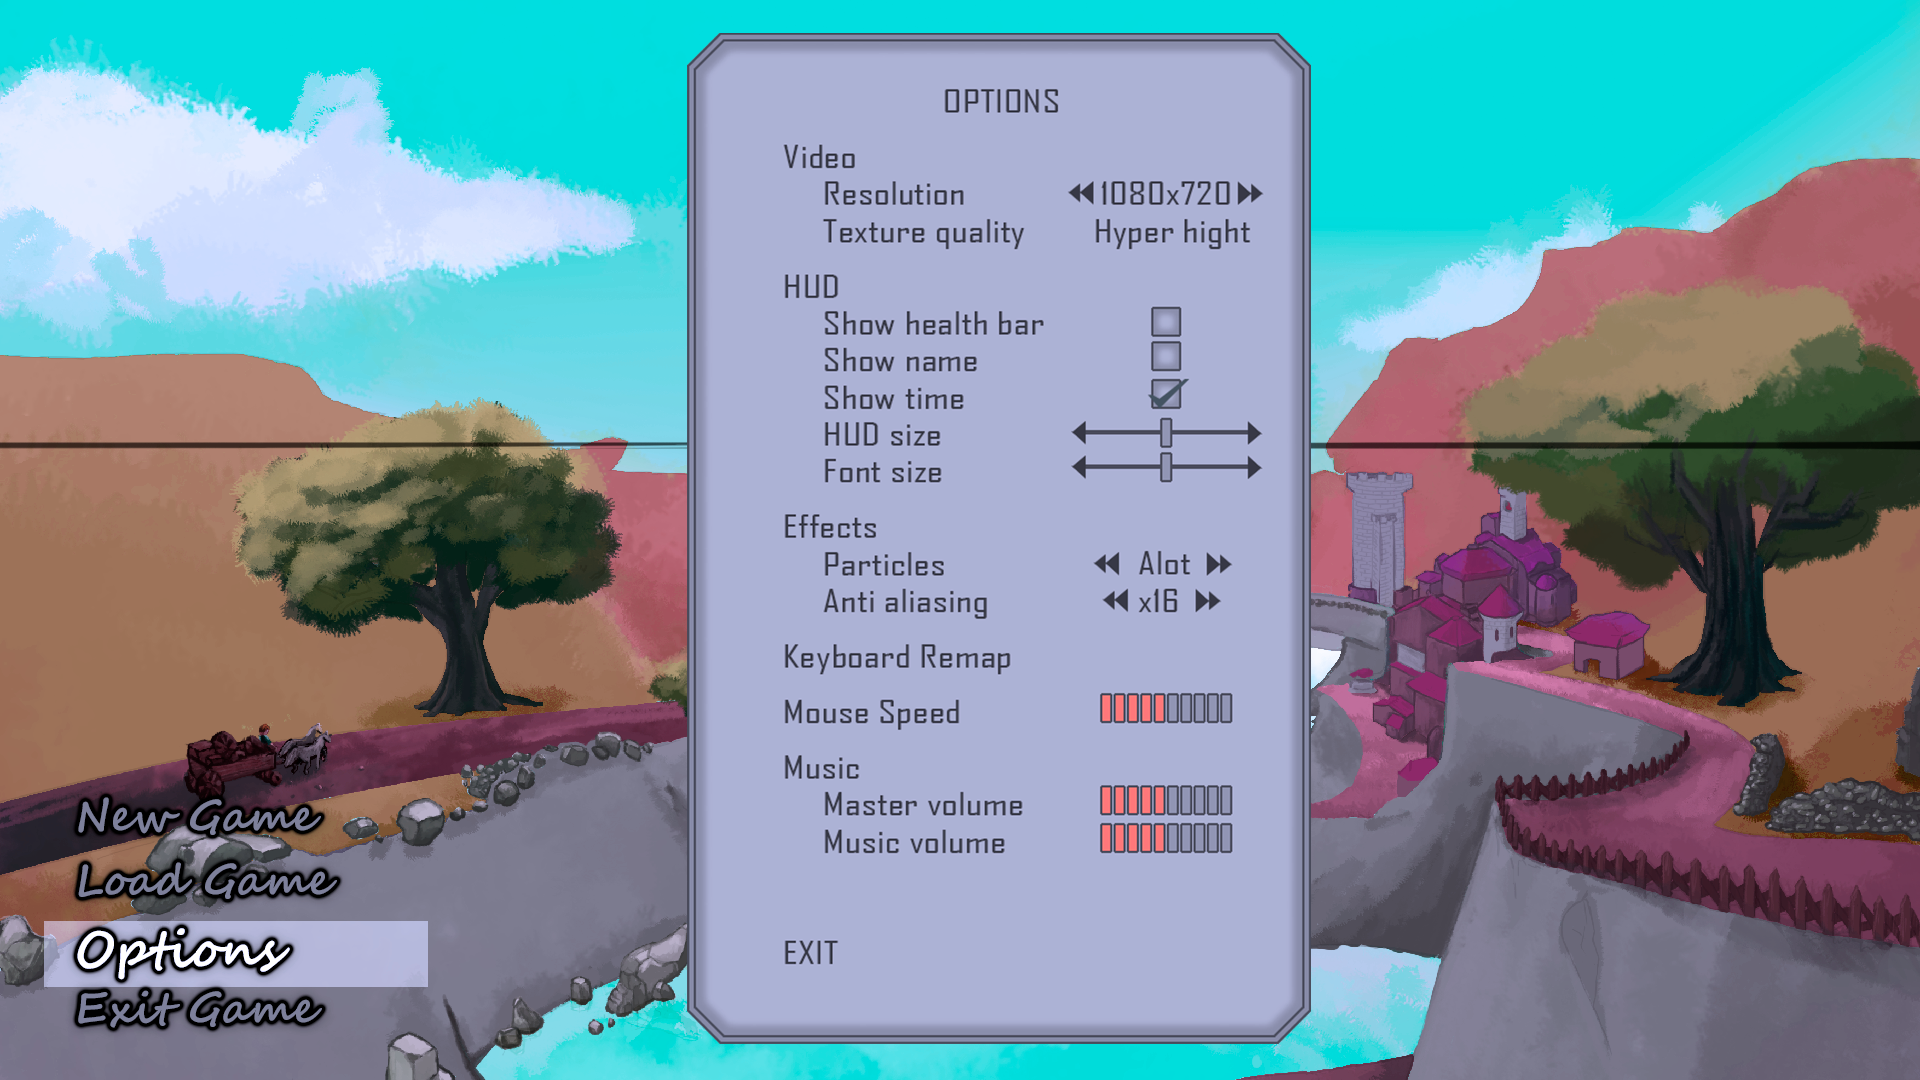 OPTIONS
Video
Resolution 1080x720
Texture quality Hyper hight
HUD
Show health bar
Show name
Show time
HUD size
Font size
Effects
Particles Alot
Anti aliasing x16
Keyboard Remap
Mouse Speed
Music
Master volume
Music volume
EXIT
New Game
Load Game
Options
Exit Game